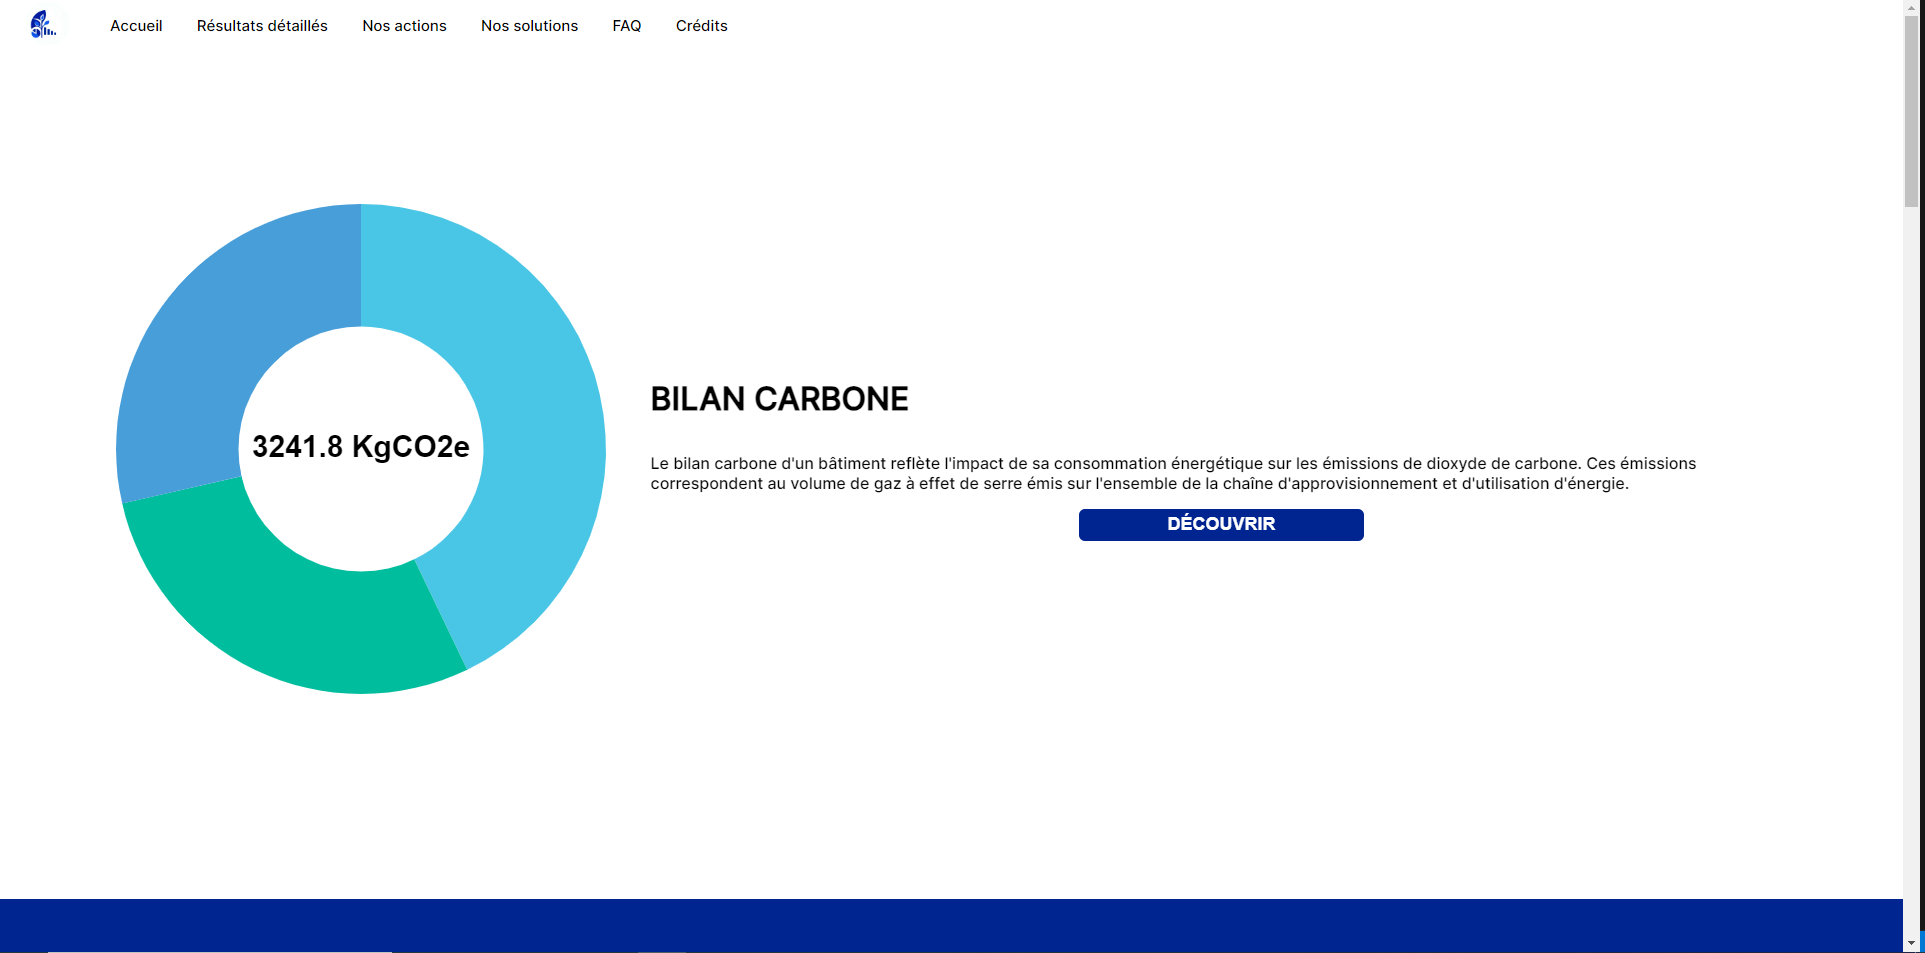 Accueil Résultats détaillés Nos actions Nos solutions FAQ Crédits
3241.8 KgCO2e
BILAN CARBONE
Le bilan carbone d'un bâtiment reflète l'impact de sa consommation énergétique sur les émissions de dioxyde de carbone. Ces émissions
correspondent au volume de gaz à effet de serre émis sur l'ensemble de la chaîne d'approvisionnement et d'utilisation d'énergie.
DÉCOUVRIR